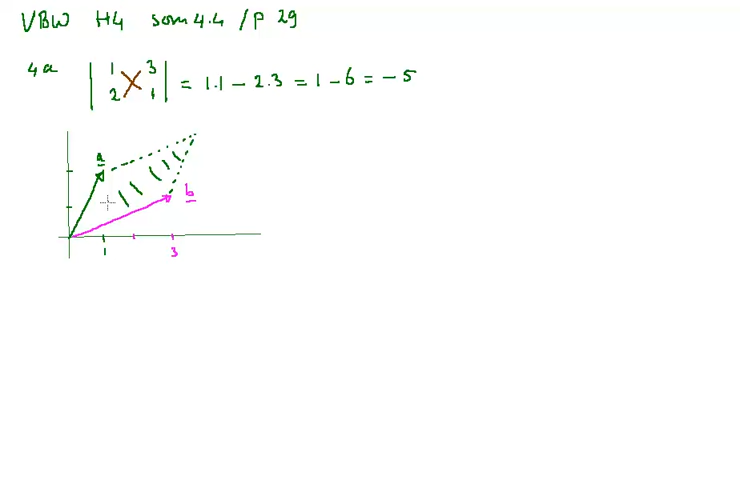 VBW H4 som 4.4 / P 29
4a | 1 3 | = 1.1 − 2.3 = 1 − 6 = − 5
2 1
a
b
1 3